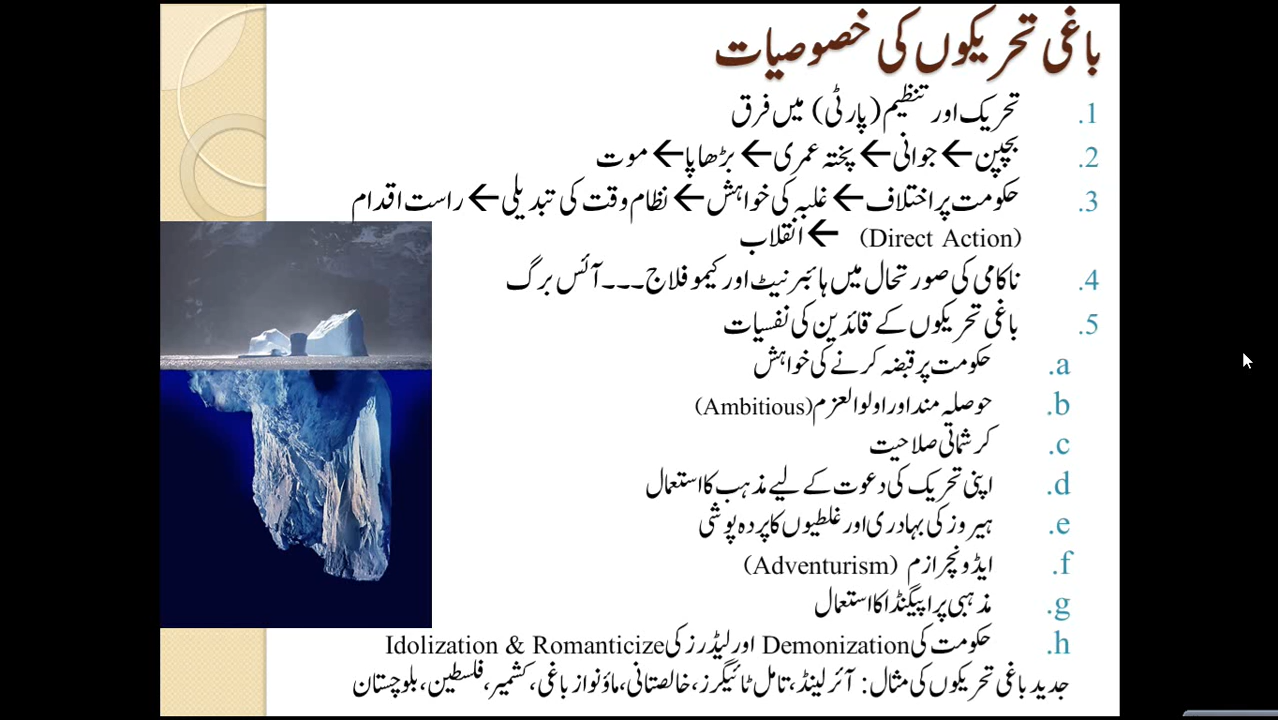 باغی تحریکوں کی خصوصیات
1. تحریک اور تنظیم (پارٹی) میں فرق
2. بچپن ← جوانی ← پختہ عمری ← بڑھاپا ← موت
3. حکومت پر اختلاف ← غلبہ کی خواہش ← نظام وقت کی تبدیلی ← راست اقدام
(Direct Action) ← انقلاب
4. ناکامی کی صورتحال میں ہائبرنیٹ اور کیموفلاج۔۔۔آئس برگ
5. باغی تحریکوں کے قائدین کی نفسیات
a. حکومت پر قبضہ کرنے کی خواہش
b. حوصلہ مند اور اولوالعزم (Ambitious)
c. کرشماتی صلاحیت
d. اپنی تحریک کی دعوت کے لیے مذہب کا استعمال
e. ہیروز کی بہادری اور غلطیوں کا پردہ پوشی
f. ایڈونچرازم (Adventurism)
g. مذہبی پراپیگنڈا کا استعمال
h. حکومت کی Demonization اور لیڈرز کی Idolization & Romanticize
جدید باغی تحریکوں کی مثال: آئرلینڈ، تامل ٹائیگرز، خالصتانی، ماؤنواز باغی، کشمیر، فلسطین، بلوچستان